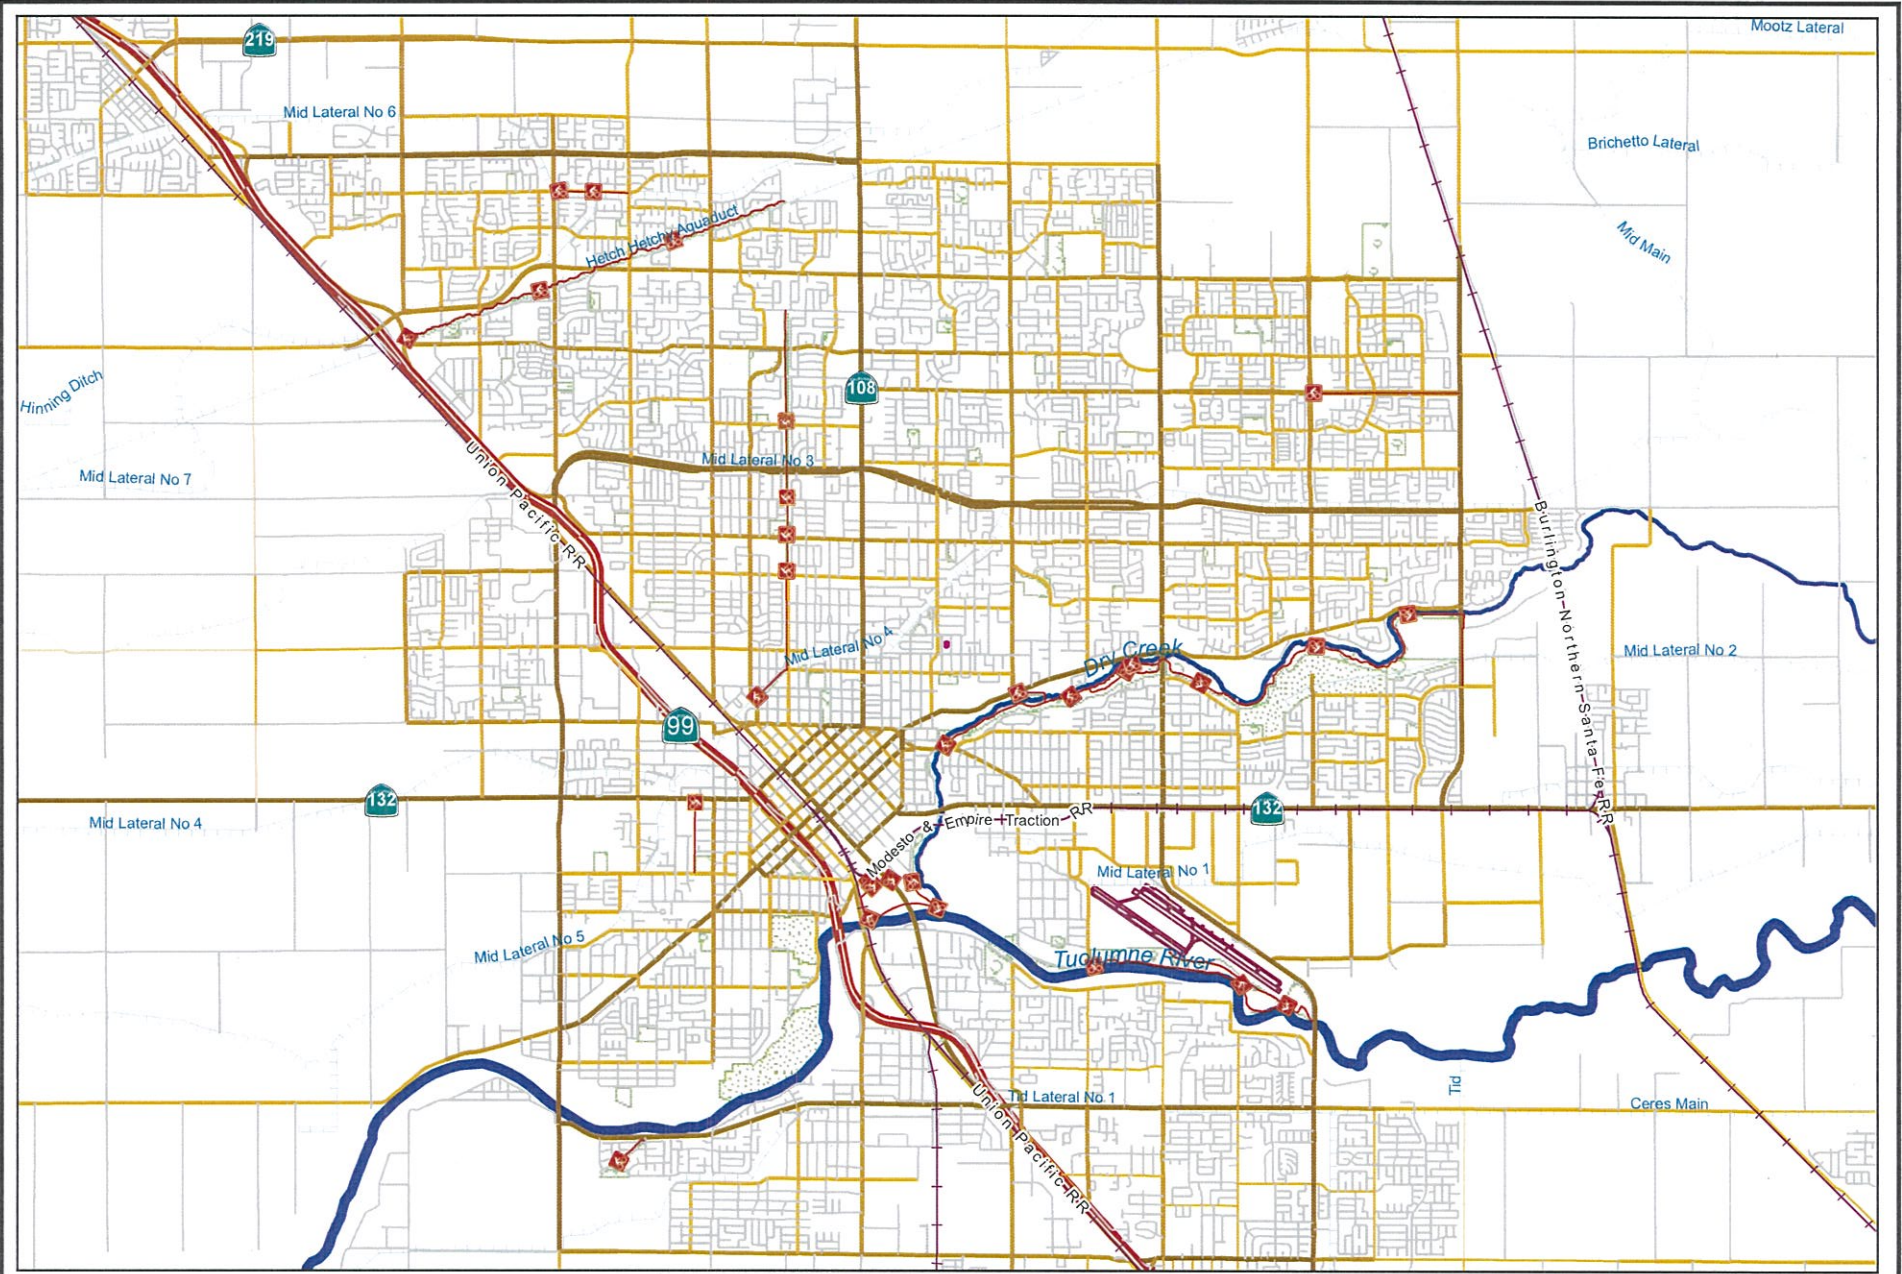 Mootz Lateral
219
Mid Lateral No 6
Brichetto Lateral
Hetch Hetchy Aquaduct
Mid Main
Hinning Ditch
108
Mid Lateral No 3
Union Pacific RR
Mid Lateral No 7
Burlington Northern Santa Fe RR
Mid Lateral No 4
Dry Creek
Mid Lateral No 2
99
132
132
Mid Lateral No 4
Modesto & Empire Traction RR
Mid Lateral No 1
Mid Lateral No 5
Tuolumne River
Tid
Tid Lateral No 1
Ceres Main
Union Pacific RR